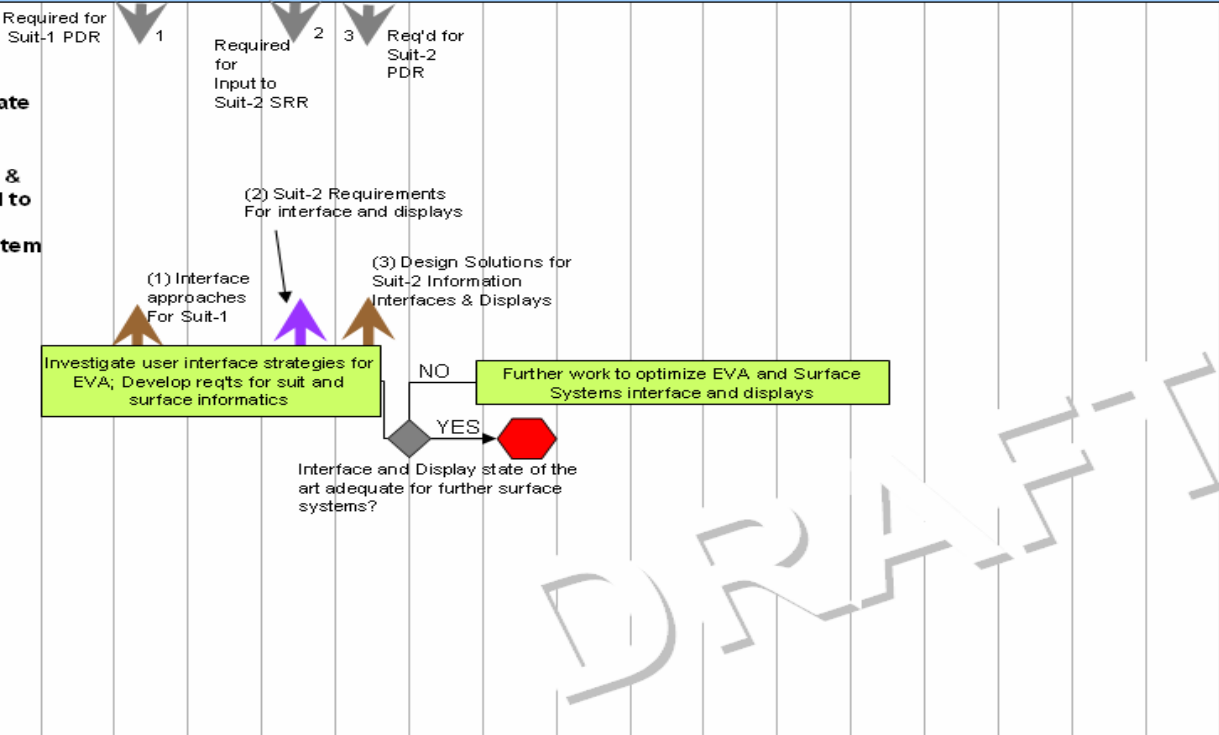 Required for
Suit-1 PDR
1
Required
for
Input to
Suit-2 SRR
2
3
Req'd for
Suit-2
PDR
ate
&
to
tem
(2) Suit-2 Requirements
For interface and displays
(1) Interface
approaches
For Suit-1
(3) Design Solutions for
Suit-2 Information
Interfaces & Displays
Investigate user interface strategies for
EVA; Develop req'ts for suit and
surface informatics
NO
Further work to optimize EVA and Surface
Systems interface and displays
YES
Interface and Display state of the
art adequate for further surface
systems?
DRAFT